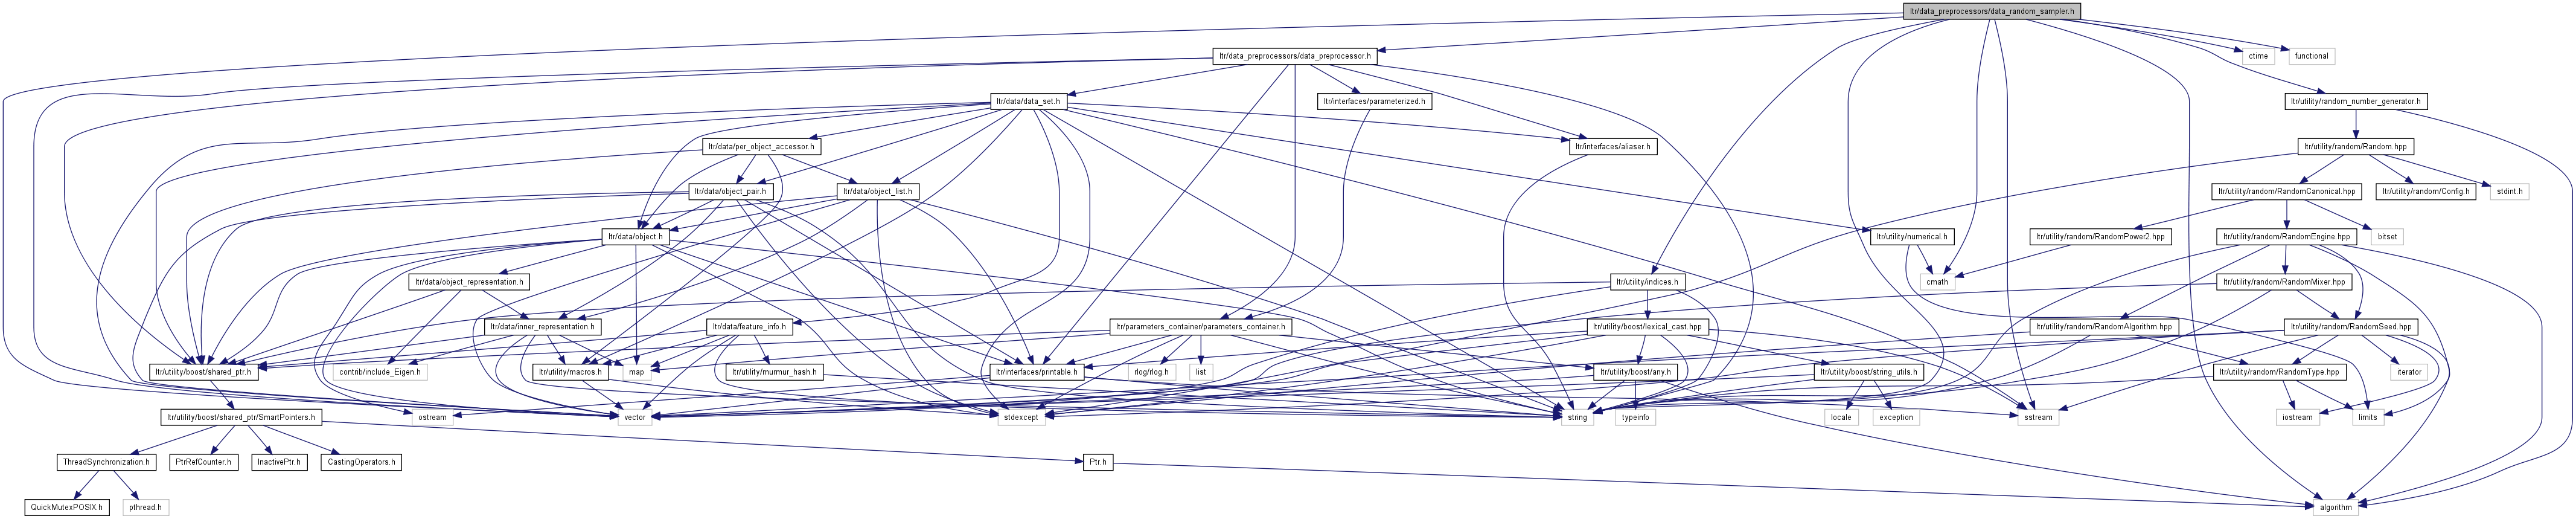 ltr/data_preprocessors/data_random_sampler.h
ltr/data_preprocessors/data_preprocessor.h
ctime
functional
ltr/data/data_set.h
ltr/interfaces/parameterized.h
ltr/utility/random_number_generator.h
ltr/data/per_object_accessor.h
ltr/interfaces/aliaser.h
ltr/utility/random/Random.hpp
ltr/data/object_pair.h
ltr/data/object_list.h
ltr/utility/random/RandomCanonical.hpp
ltr/utility/random/Config.h
stdint.h
ltr/data/object.h
ltr/utility/numerical.h
ltr/utility/random/RandomPower2.hpp
ltr/utility/random/RandomEngine.hpp
bitset
ltr/data/object_representation.h
ltr/utility/indices.h
cmath
ltr/utility/random/RandomMixer.hpp
ltr/data/inner_representation.h
ltr/data/feature_info.h
ltr/parameters_container/parameters_container.h
ltr/utility/boost/lexical_cast.hpp
ltr/utility/random/RandomAlgorithm.hpp
ltr/utility/random/RandomSeed.hpp
ltr/utility/boost/shared_ptr.h
contrib/include_Eigen.h
ltr/utility/macros.h
map
ltr/utility/murmur_hash.h
ltr/interfaces/printable.h
rlog/rlog.h
list
ltr/utility/boost/any.h
ltr/utility/boost/string_utils.h
ltr/utility/random/RandomType.hpp
iterator
ltr/utility/boost/shared_ptr/SmartPointers.h
ostream
vector
stdexcept
string
typeinfo
locale
exception
sstream
iostream
limits
ThreadSynchronization.h
PtrRefCounter.h
InactivePtr.h
CastingOperators.h
Ptr.h
QuickMutexPOSIX.h
pthread.h
algorithm